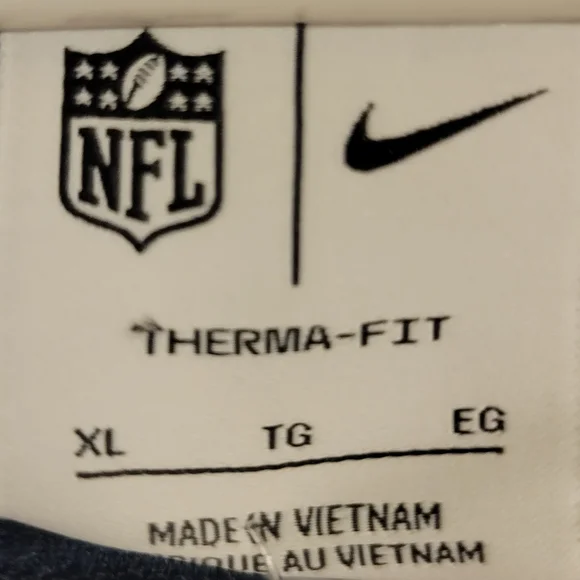 NFL
THERMA-FIT
XL TG EG
MADE IN VIETNAM
AU VIETNAM